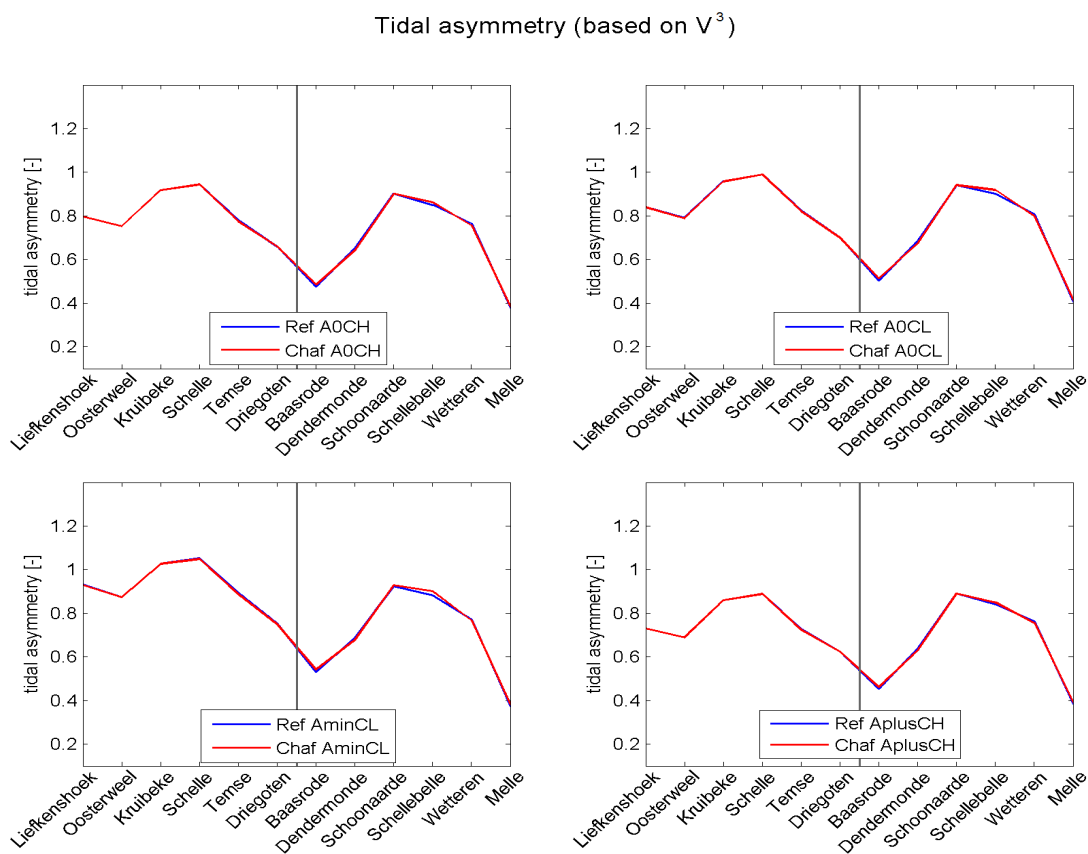 Tidal asymmetry (based on V³)
tidal asymmetry [-]
1.2
1
0.8
0.6
0.4
0.2
Ref A0CH
Chaf A0CH
Liefkenshoek
Oosterweel
Kruibeke
Schelle
Temse
Driegoten
Baasrode
Dendermonde
Schoonaarde
Schellebelle
Wetteren
Melle
tidal asymmetry [-]
1.2
1
0.8
0.6
0.4
0.2
Ref A0CL
Chaf A0CL
Liefkenshoek
Oosterweel
Kruibeke
Schelle
Temse
Driegoten
Baasrode
Dendermonde
Schoonaarde
Schellebelle
Wetteren
Melle
tidal asymmetry [-]
1.2
1
0.8
0.6
0.4
0.2
Ref AminCL
Chaf AminCL
Liefkenshoek
Oosterweel
Kruibeke
Schelle
Temse
Driegoten
Baasrode
Dendermonde
Schoonaarde
Schellebelle
Wetteren
Melle
tidal asymmetry [-]
1.2
1
0.8
0.6
0.4
0.2
Ref AplusCH
Chaf AplusCH
Liefkenshoek
Oosterweel
Kruibeke
Schelle
Temse
Driegoten
Baasrode
Dendermonde
Schoonaarde
Schellebelle
Wetteren
Melle